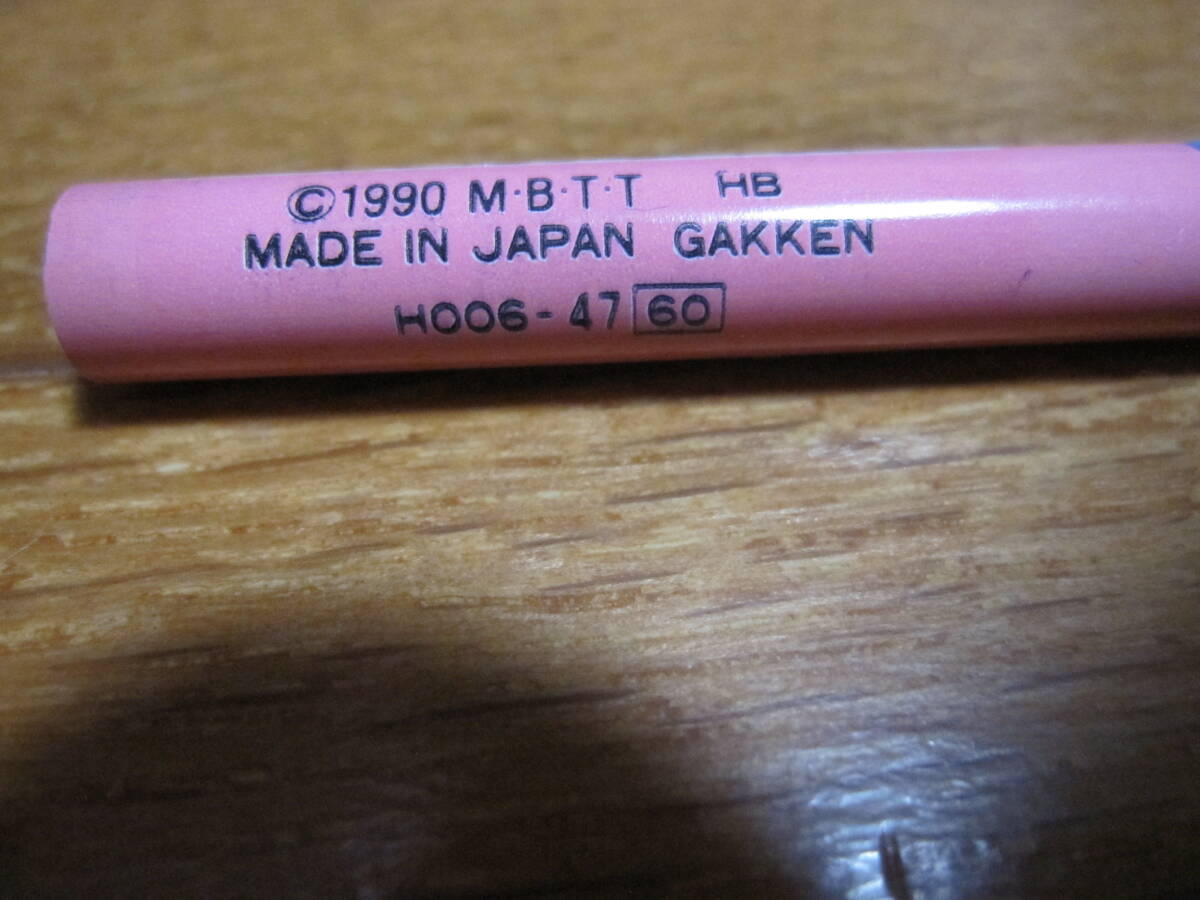 ©1990 M·B·T·T HB
MADE IN JAPAN GAKKEN
H006-47 60